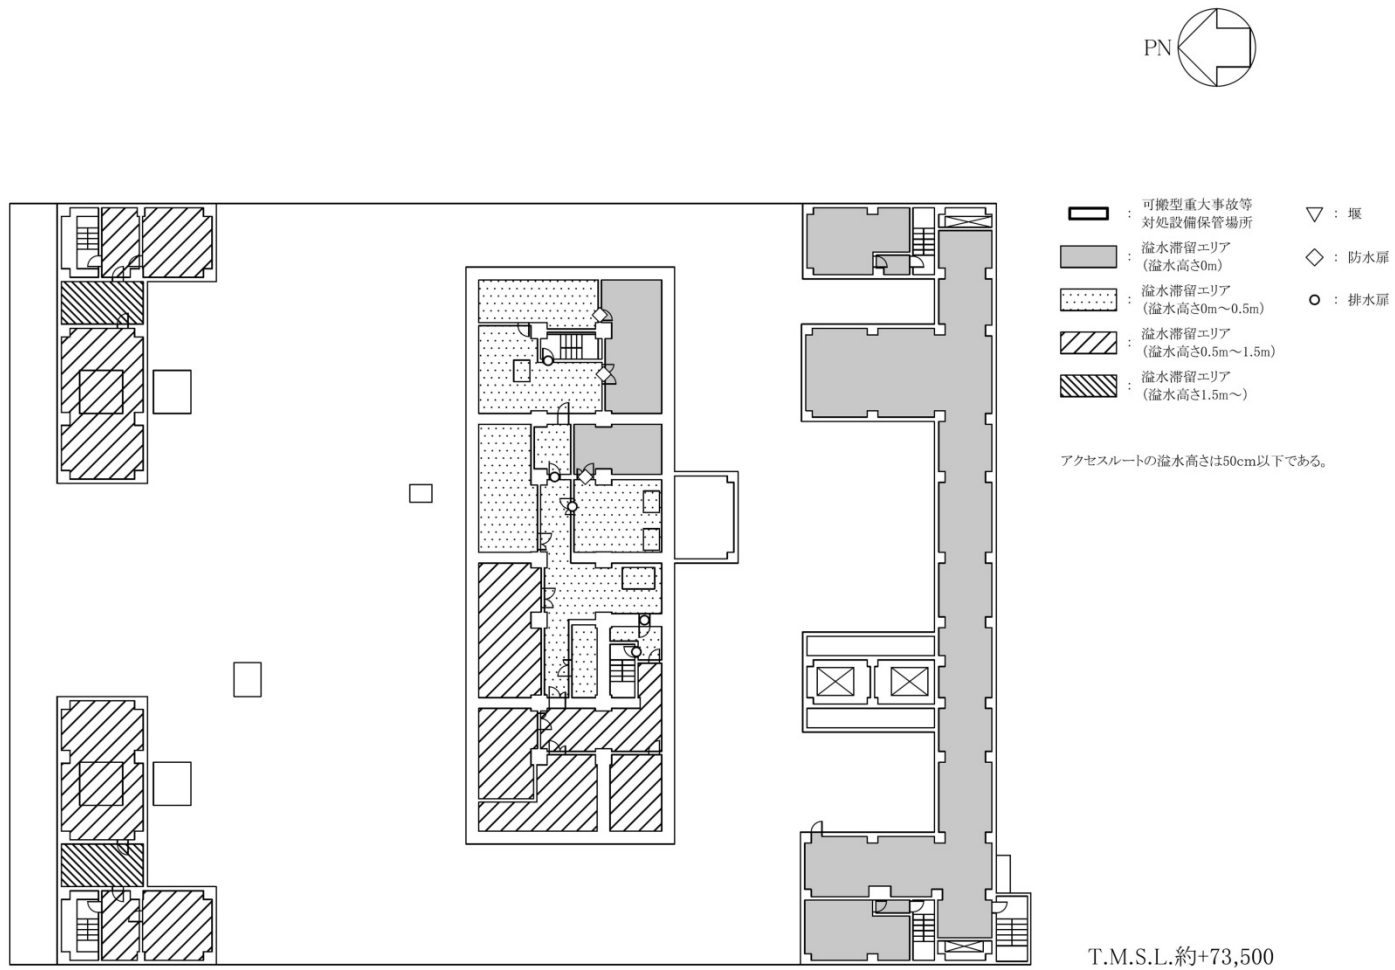 PN
： 可搬型重大事故等
対処設備保管場所
： 溢水滞留エリア
（溢水高さ0m）
： 溢水滞留エリア
（溢水高さ0m～0.5m）
： 溢水滞留エリア
（溢水高さ0.5m～1.5m）
： 溢水滞留エリア
（溢水高さ1.5m～）
： 堰
： 防水扉
： 排水扉
アクセスルートの溢水高さは50cm以下である。
T.M.S.L.約+73,500